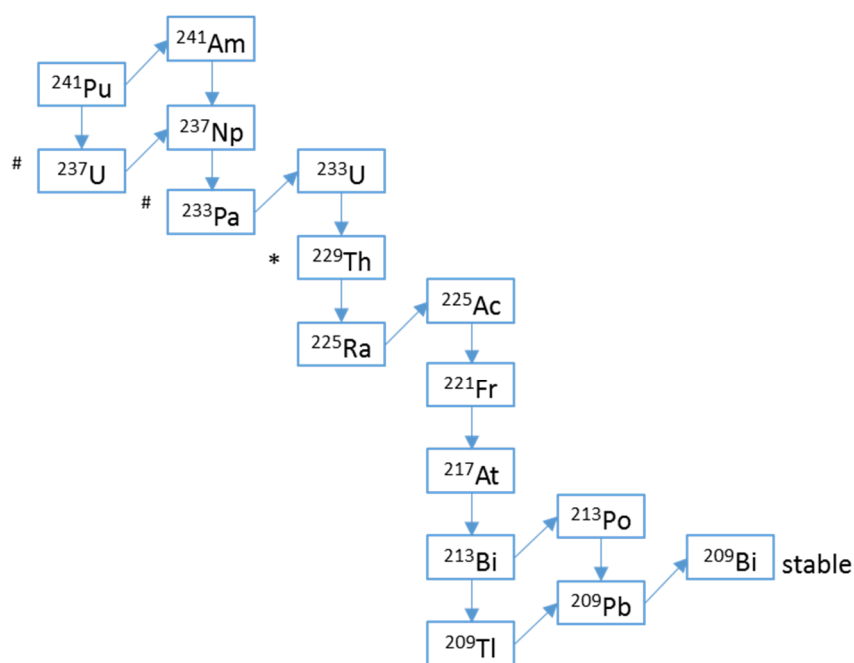 ²⁴¹Am
²⁴¹Pu
²³⁷Np
# ²³⁷U
²³³U
# ²³³Pa
* ²²⁹Th
²²⁵Ac
²²⁵Ra
²²¹Fr
²¹⁷At
²¹³Po
²¹³Bi
²⁰⁹Bi stable
²⁰⁹Pb
²⁰⁹Tl